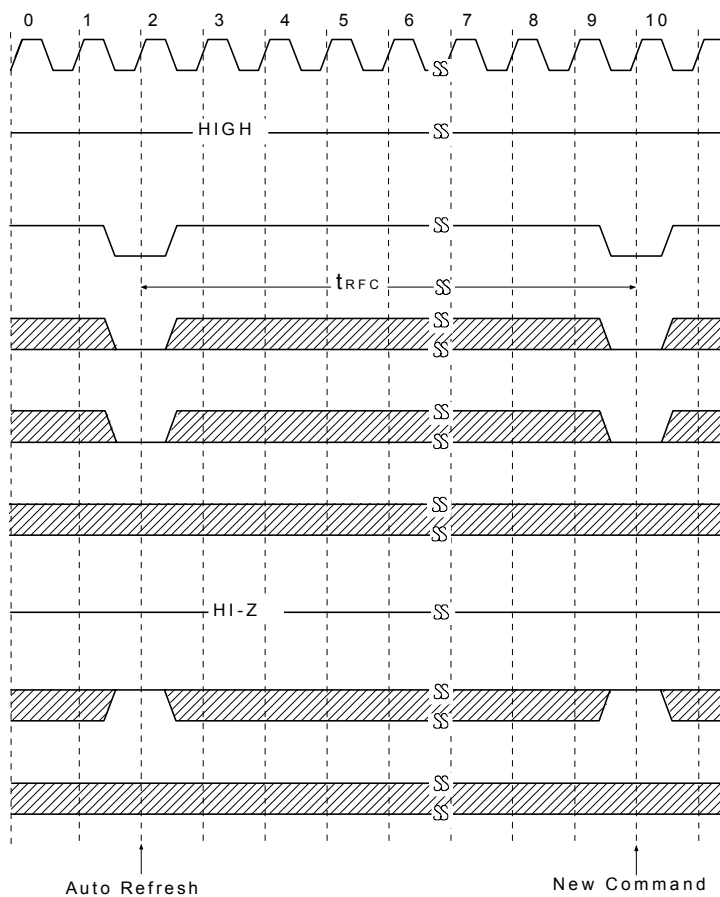 0 1 2 3 4 5 6 7 8 9 10
HIGH
tRFC
HI-Z
Auto Refresh
New Command